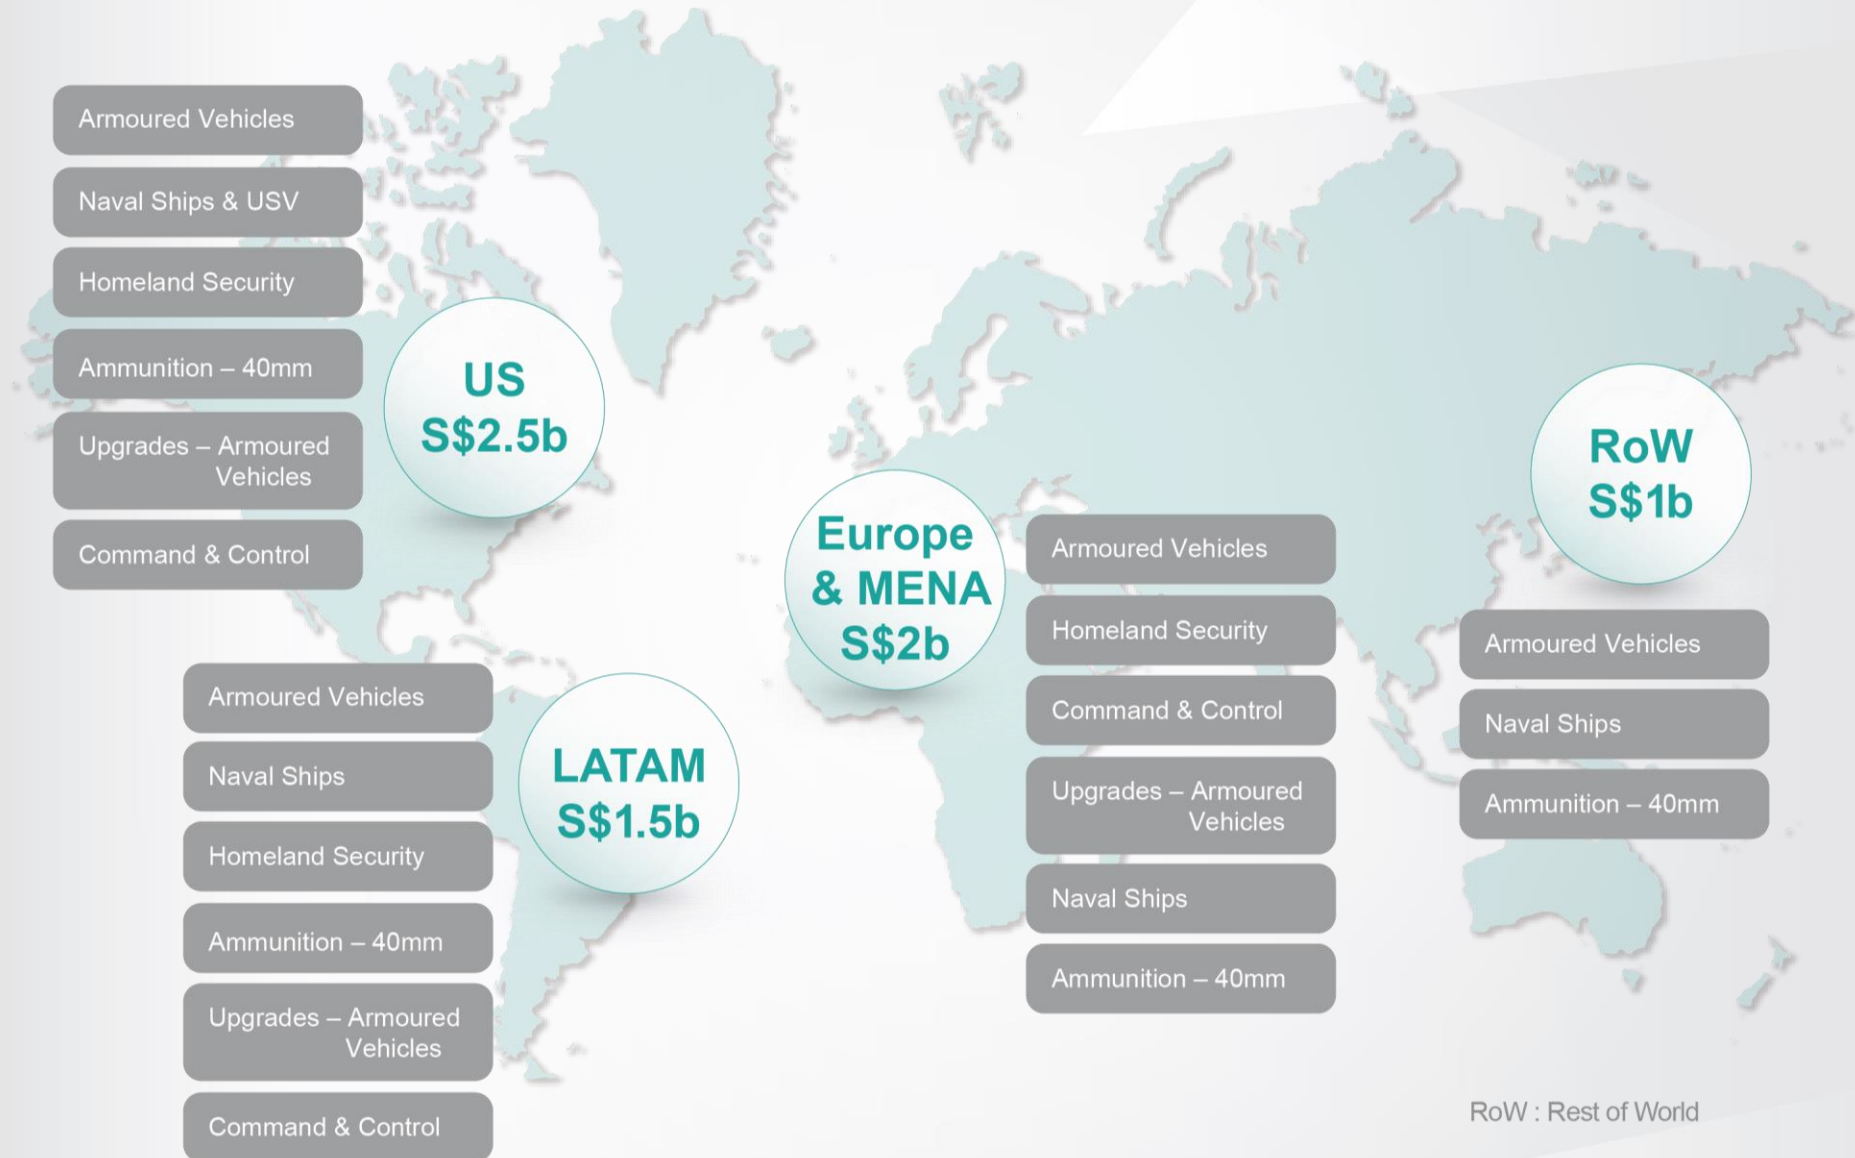 Armoured Vehicles
Naval Ships & USV
Homeland Security
Ammunition – 40mm
Upgrades – Armoured
Vehicles
Command & Control
US
S$2.5b
Armoured Vehicles
Naval Ships
Homeland Security
Ammunition – 40mm
Upgrades – Armoured
Vehicles
Command & Control
LATAM
S$1.5b
Europe
& MENA
S$2b
Armoured Vehicles
Homeland Security
Command & Control
Upgrades – Armoured
Vehicles
Naval Ships
Ammunition – 40mm
RoW
S$1b
Armoured Vehicles
Naval Ships
Ammunition – 40mm
RoW : Rest of World